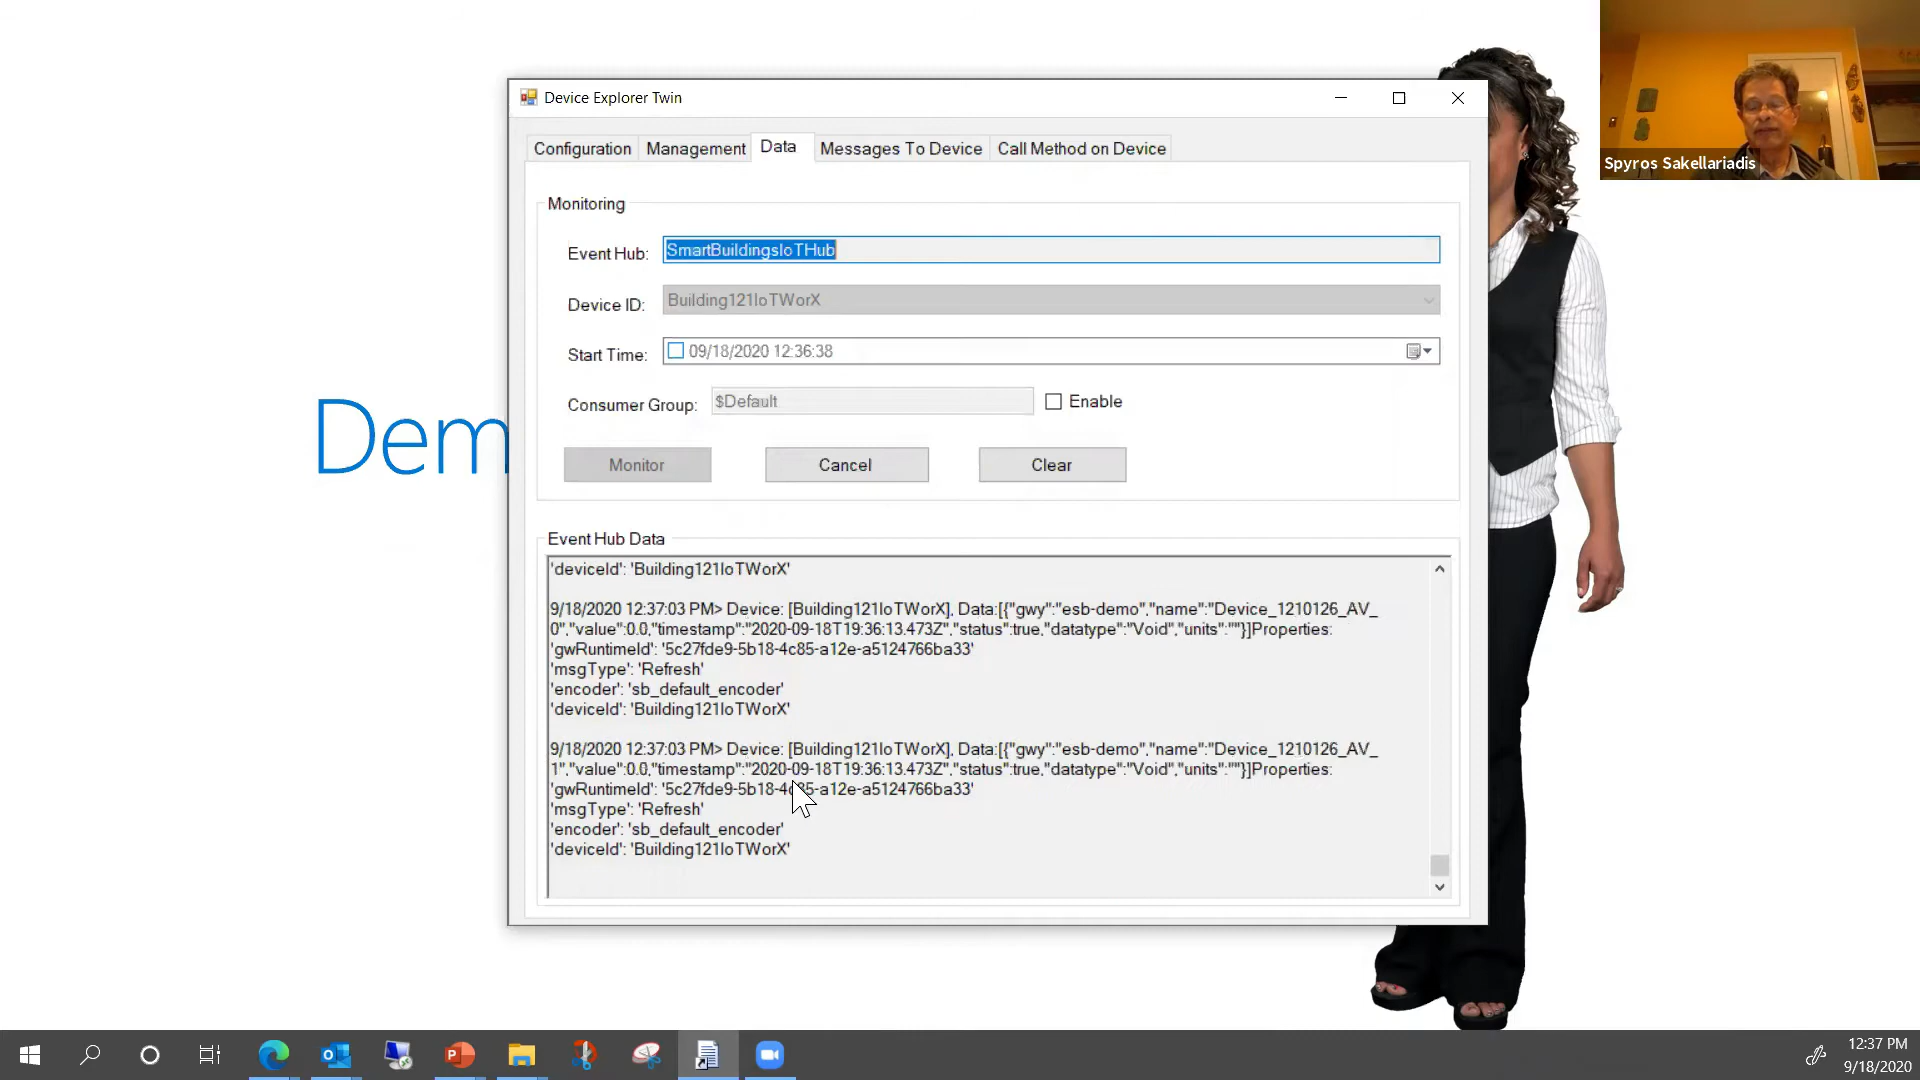 Device Explorer Twin
Configuration Management Data Messages To Device Call Method on Device
Monitoring
Event Hub: SmartBuildingsIoTHub
Device ID: Building121IoTWorX
Start Time: 09/18/2020 12:36:38
Consumer Group: $Default Enable
Monitor Cancel Clear
Event Hub Data
'deviceId': 'Building121IoTWorX'
9/18/2020 12:37:03 PM> Device: [Building121IoTWorX], Data:[{"gwy":"esb-demo","name":"Device_1210126_AV_
0","value":0.0,"timestamp":"2020-09-18T19:36:13.473Z","status":true,"datatype":"Void","units":""}]Properties:
'gwRuntimeId': '5c27fde9-5b18-4c85-a12e-a5124766ba33'
'msgType': 'Refresh'
'encoder': 'sb_default_encoder'
'deviceId': 'Building121IoTWorX'
9/18/2020 12:37:03 PM> Device: [Building121IoTWorX], Data:[{"gwy":"esb-demo","name":"Device_1210126_AV_
1","value":0.0,"timestamp":"2020-09-18T19:36:13.473Z","status":true,"datatype":"Void","units":""}]Properties:
'gwRuntimeId': '5c27fde9-5b18-4c85-a12e-a5124766ba33'
'msgType': 'Refresh'
'encoder': 'sb_default_encoder'
'deviceId': 'Building121IoTWorX'
Dem
Spyros Sakellariadis
12:37 PM
9/18/2020